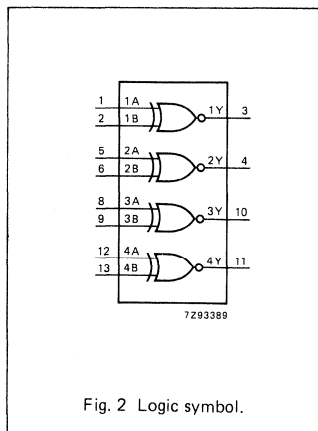 1 1A 1Y 3
2 1B
5 2A 2Y 4
6 2B
8 3A 3Y 10
9 3B
12 4A 4Y 11
13 4B
7Z93389
Fig. 2 Logic symbol.